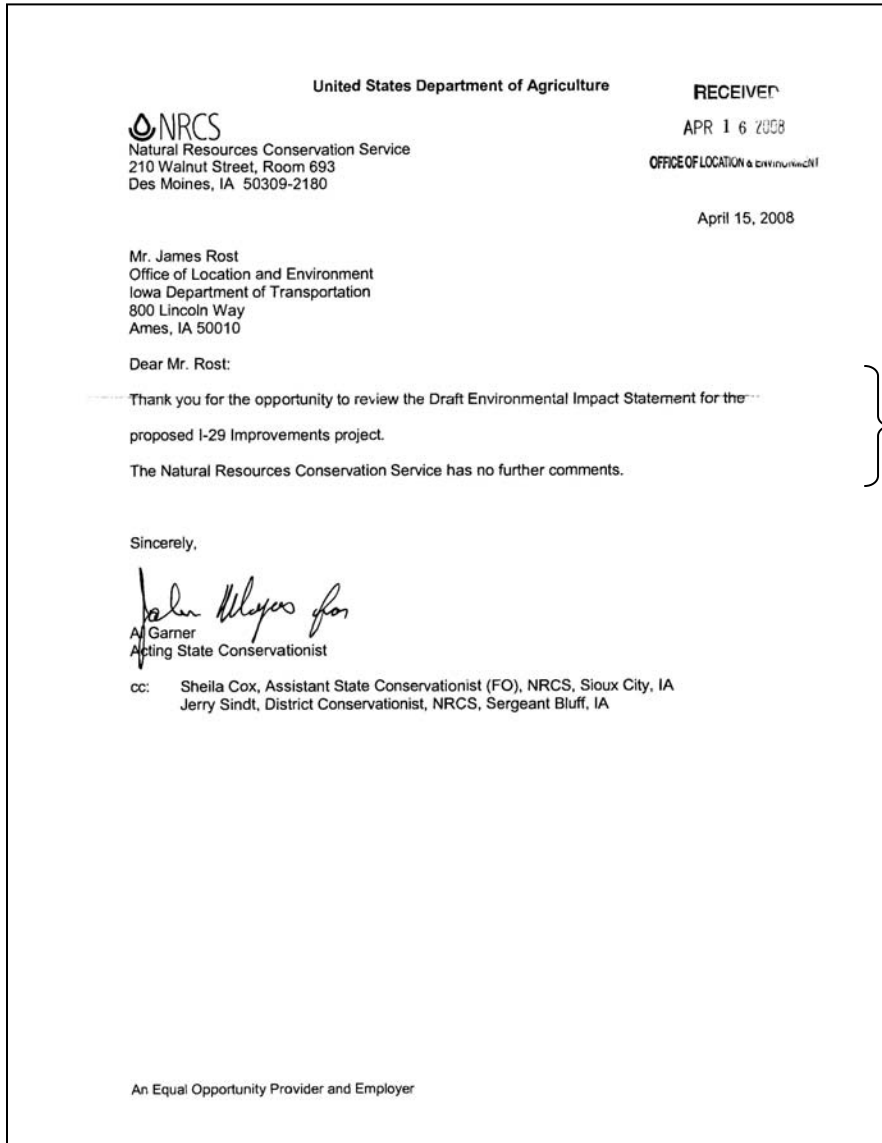 United States Department of Agriculture
RECEIVED
APR 16 2008
OFFICE OF LOCATION & ENVIRONMENT
NRCS
Natural Resources Conservation Service
210 Walnut Street, Room 693
Des Moines, IA 50309-2180
April 15, 2008
Mr. James Rost
Office of Location and Environment
Iowa Department of Transportation
800 Lincoln Way
Ames, IA 50010
Dear Mr. Rost:
Thank you for the opportunity to review the Draft Environmental Impact Statement for the
proposed I-29 Improvements project.
The Natural Resources Conservation Service has no further comments.
Sincerely,
for
Al Garner
Acting State Conservationist
cc: Sheila Cox, Assistant State Conservationist (FO), NRCS, Sioux City, IA
Jerry Sindt, District Conservationist, NRCS, Sergeant Bluff, IA
An Equal Opportunity Provider and Employer